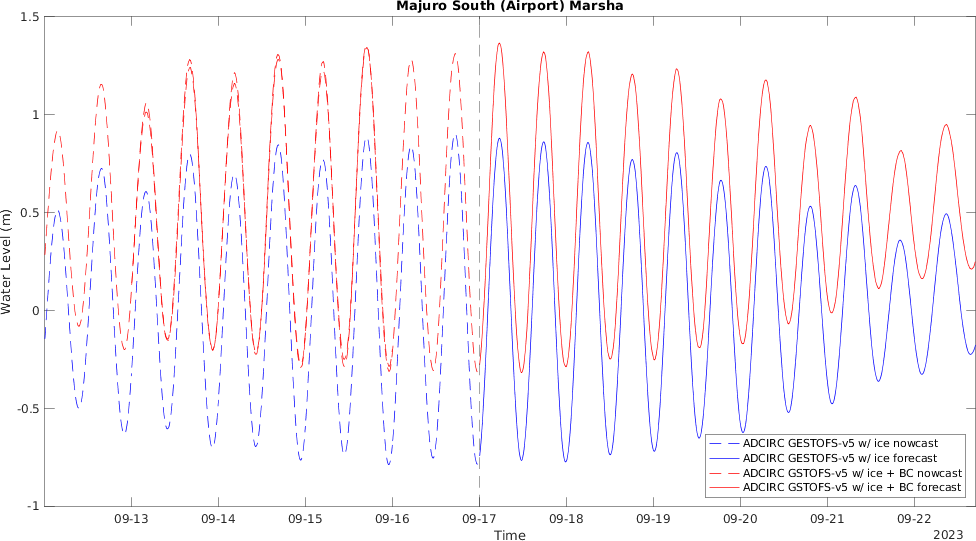 Majuro South (Airport) Marsha
Water Level (m)
1.5
1
0.5
0
-0.5
-1
ADCIRC GESTOFS-v5 w/ ice nowcast
ADCIRC GESTOFS-v5 w/ ice forecast
ADCIRC GSTOFS-v5 w/ ice + BC nowcast
ADCIRC GSTOFS-v5 w/ ice + BC forecast
09-13 09-14 09-15 09-16 09-17 09-18 09-19 09-20 09-21 09-22
Time
2023